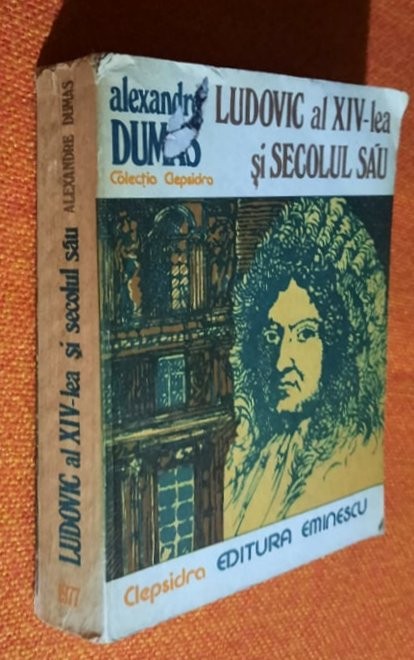 alexandre
DUMAS
Colecția Clepsidra
LUDOVIC al XIV-lea
și SECOLUL SĂU
Clepsidra EDITURA EMINESCU
1977 LUDOVIC al XIV-lea și secolul său ALEXANDRE DUMAS